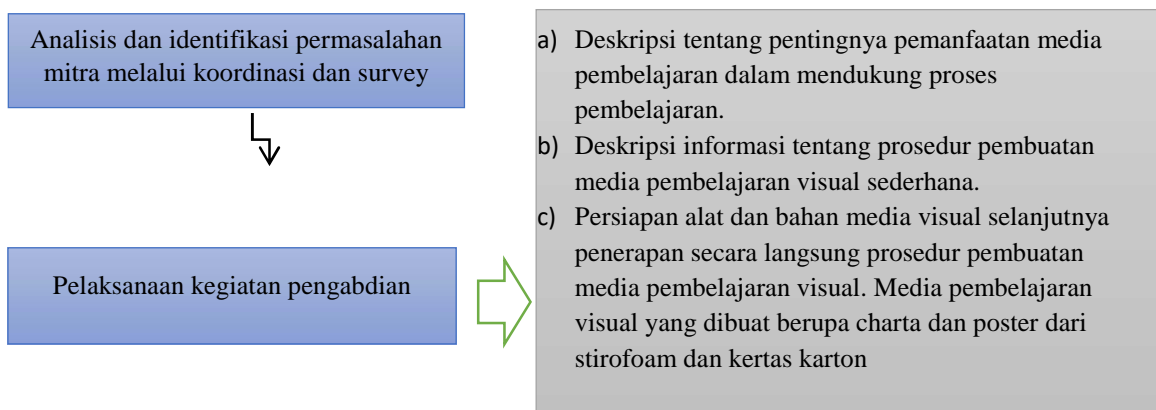 Analisis dan identifikasi permasalahan
mitra melalui koordinasi dan survey
Pelaksanaan kegiatan pengabdian
a) Deskripsi tentang pentingnya pemanfaatan media
pembelajaran dalam mendukung proses
pembelajaran.
b) Deskripsi informasi tentang prosedur pembuatan
media pembelajaran visual sederhana.
c) Persiapan alat dan bahan media visual selanjutnya
penerapan secara langsung prosedur pembuatan
media pembelajaran visual. Media pembelajaran
visual yang dibuat berupa charta dan poster dari
stirofoam dan kertas karton